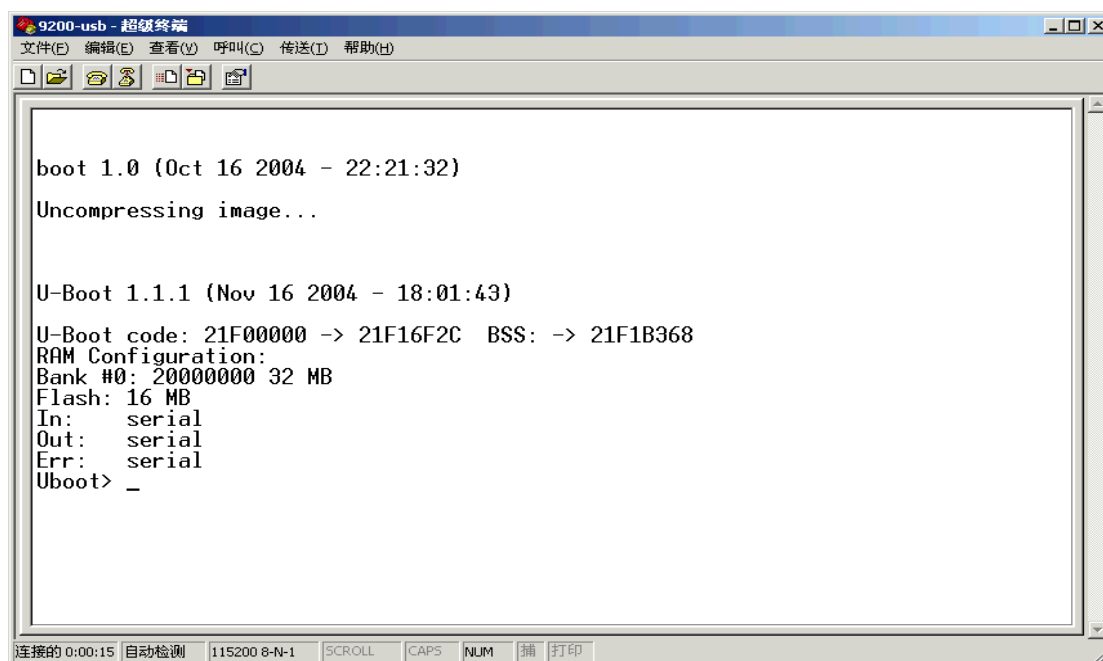 9200-usb - 超级终端
文件(F) 编辑(E) 查看(V) 呼叫(C) 传送(T) 帮助(H)
boot 1.0 (Oct 16 2004 - 22:21:32)
Uncompressing image...
U-Boot 1.1.1 (Nov 16 2004 - 18:01:43)
U-Boot code: 21F00000 -> 21F16F2C  BSS: -> 21F1B368
RAM Configuration:
Bank #0: 20000000 32 MB
Flash: 16 MB
In:    serial
Out:   serial
Err:   serial
Uboot> _
连接的 0:00:15 自动检测 115200 8-N-1 SCROLL CAPS NUM 捕 打印